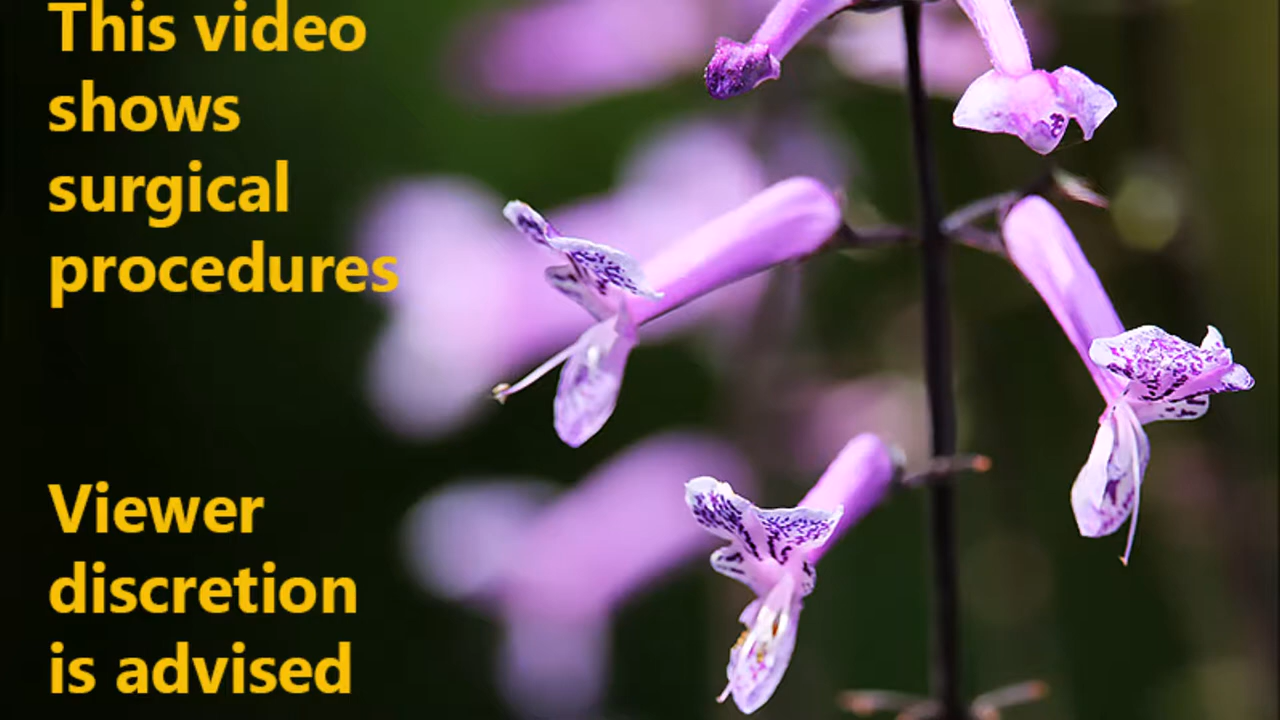 This video
shows
surgical
procedures
Viewer
discretion
is advised